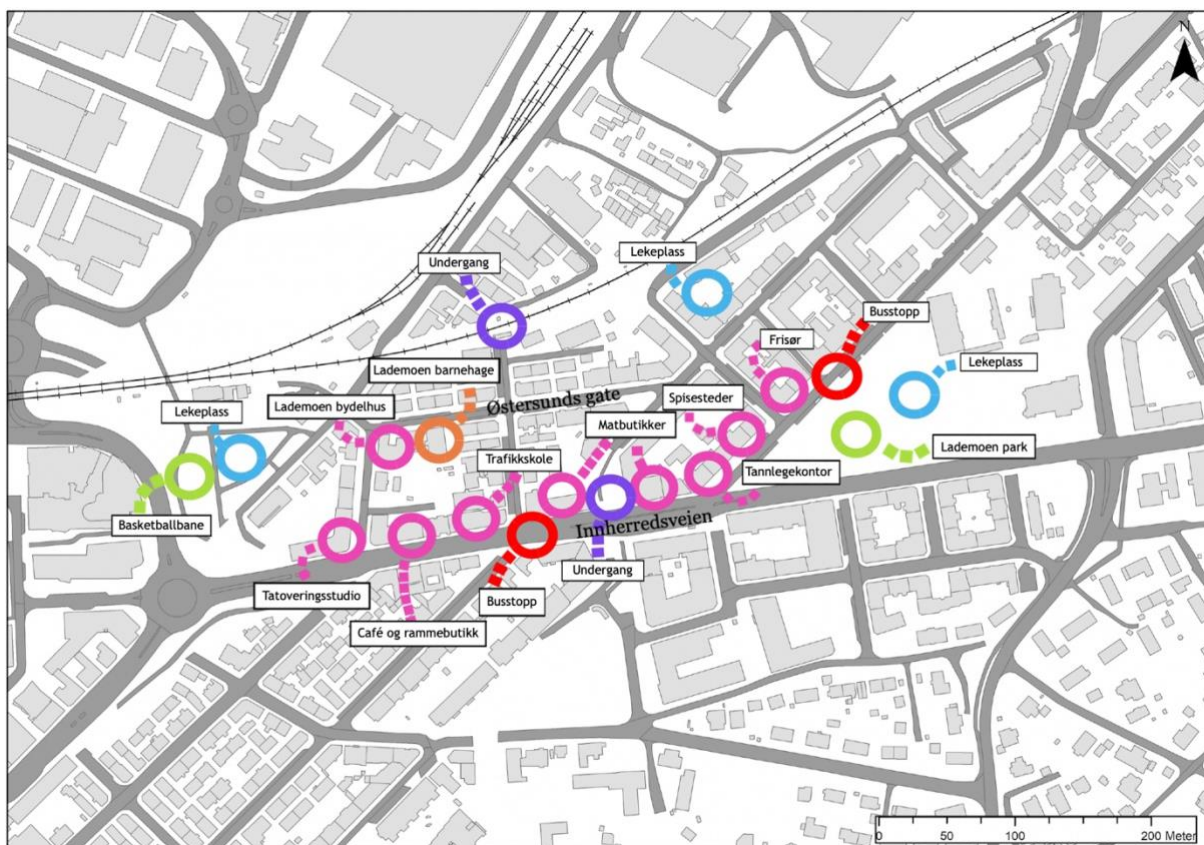 N
Undergang
Lekeplass
Busstopp
Frisør
Lademoen barnehage
Lekeplass
Østersunds gate
Spisesteder
Lekeplass
Lademoen bydelhus
Matbutikker
Lademoen park
Trafikkskole
Tannlegekontor
Basketballbane
Innherredsveien
Undergang
Tatoveringsstudio
Busstopp
Café og rammebutikk
0 50 100 200 Meter